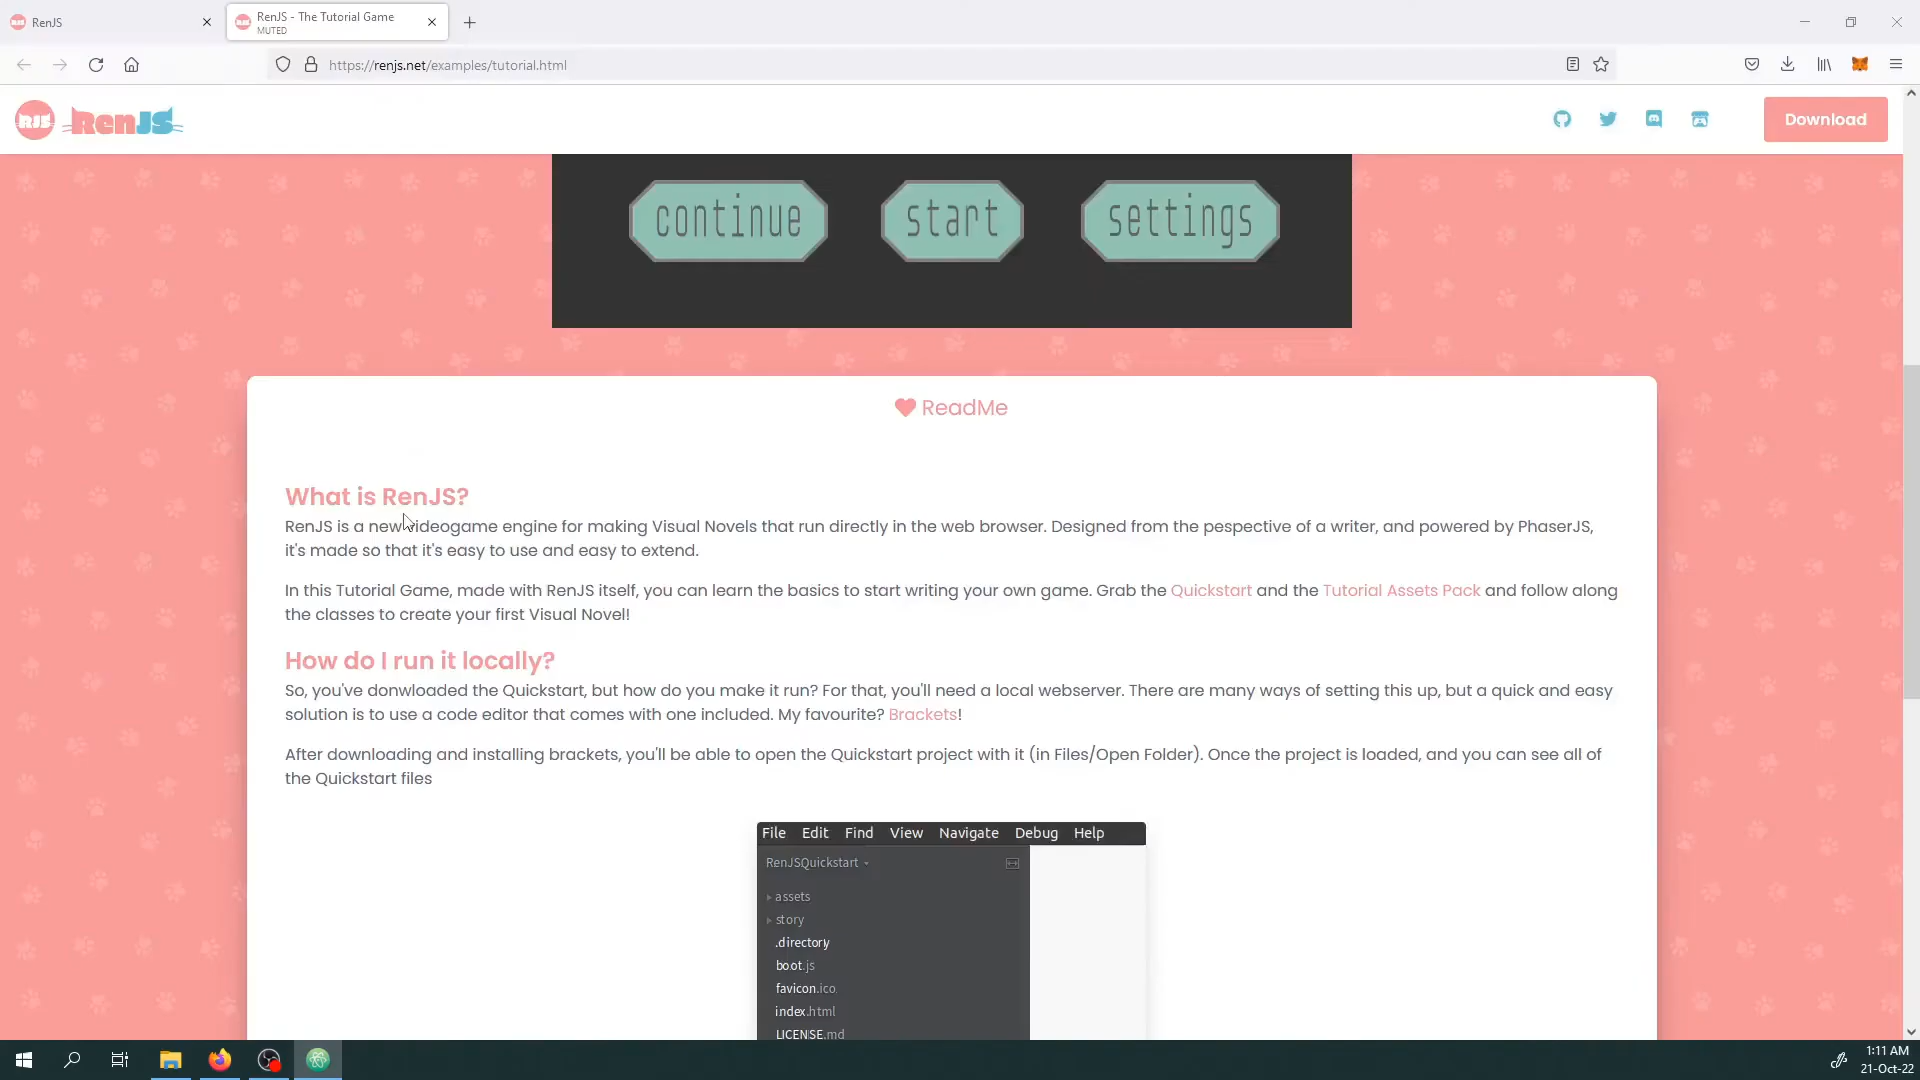 RenJS
RenJS - The Tutorial Game
MUTED
https://renjs.net/examples/tutorial.html
RJS RenJS
Download
continue start settings
ReadMe
What is RenJS?
RenJS is a new videogame engine for making Visual Novels that run directly in the web browser. Designed from the pespective of a writer, and powered by PhaserJS,
it's made so that it's easy to use and easy to extend.
In this Tutorial Game, made with RenJS itself, you can learn the basics to start writing your own game. Grab the Quickstart and the Tutorial Assets Pack and follow along
the classes to create your first Visual Novel!
How do I run it locally?
So, you've donwloaded the Quickstart, but how do you make it run? For that, you'll need a local webserver. There are many ways of setting this up, but a quick and easy
solution is to use a code editor that comes with one included. My favourite? Brackets!
After downloading and installing brackets, you'll be able to open the Quickstart project with it (in Files/Open Folder). Once the project is loaded, and you can see all of
the Quickstart files
File Edit Find View Navigate Debug Help
RenJSQuickstart
assets
story
.directory
boot.js
favicon.ico
index.html
LICENSE.md
1:11 AM
21-Oct-22